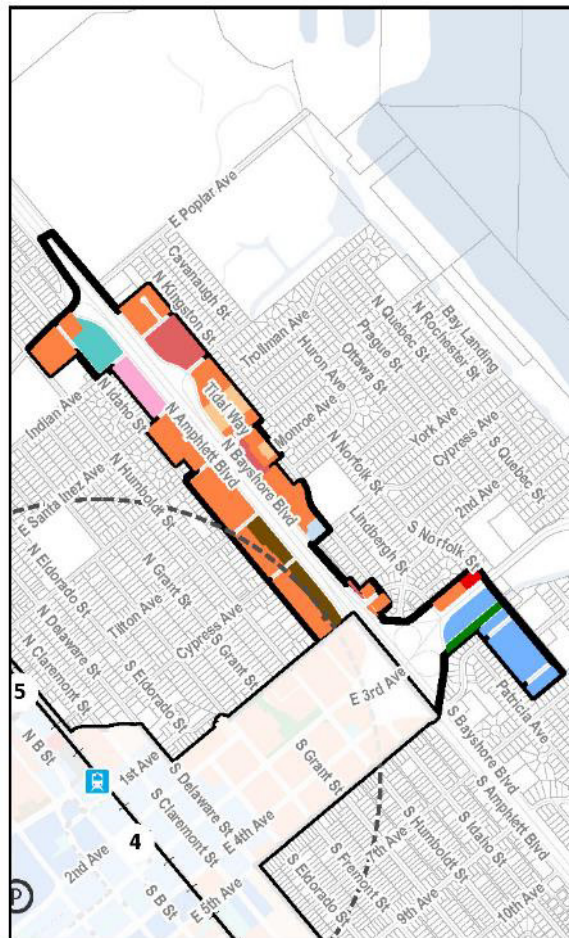 E Poplar Ave
Cavanaugh St
N Kingston St
Trollman Ave
Huron Ave
Prague St
Ottawa St
N Quebec St
N Rochester St
Bay Landing
Indian Ave
N Idaho St
Tidal Way
Monroe Ave
N Amphlett Blvd
N Bayshore Blvd
N Norfolk St
York Ave
Cypress Ave
S Quebec St
E Santa Inez Ave
N Humboldt St
2nd Ave
Lindbergh St
S Norfolk St
N Eldorado St
N Grant St
Tilton Ave
Cypress Ave
S Grant St
N Delaware St
N Claremont St
S Eldorado St
E 3rd Ave
Patricia Ave
5
N B St
1st Ave
S Delaware St
S Grant St
S Bayshore Blvd
S Amphlett Blvd
S Claremont St
E 4th Ave
4
2nd Ave
S Idaho St
S Humboldt St
7th Ave
S Fremont St
S Eldorado St
S B St
E 5th Ave
9th Ave
10th Ave
P